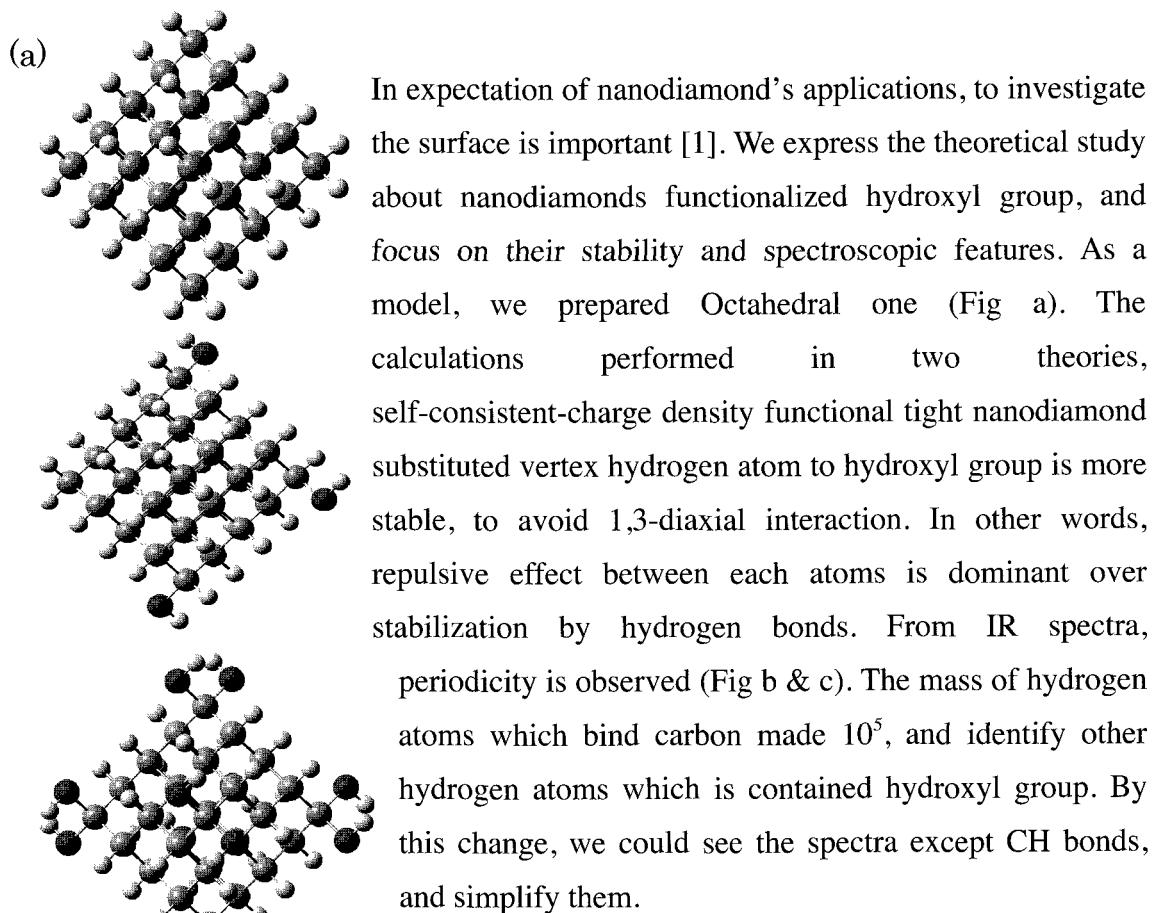 (a)
In expectation of nanodiamond's applications, to investigate
the surface is important [1]. We express the theoretical study
about nanodiamonds functionalized hydroxyl group, and
focus on their stability and spectroscopic features. As a
model, we prepared Octahedral one (Fig a). The
calculations performed in two theories,
self-consistent-charge density functional tight nanodiamond
substituted vertex hydrogen atom to hydroxyl group is more
stable, to avoid 1,3-diaxial interaction. In other words,
repulsive effect between each atoms is dominant over
stabilization by hydrogen bonds. From IR spectra,
periodicity is observed (Fig b & c). The mass of hydrogen
atoms which bind carbon made 10⁵, and identify other
hydrogen atoms which is contained hydroxyl group. By
this change, we could see the spectra except CH bonds,
and simplify them.